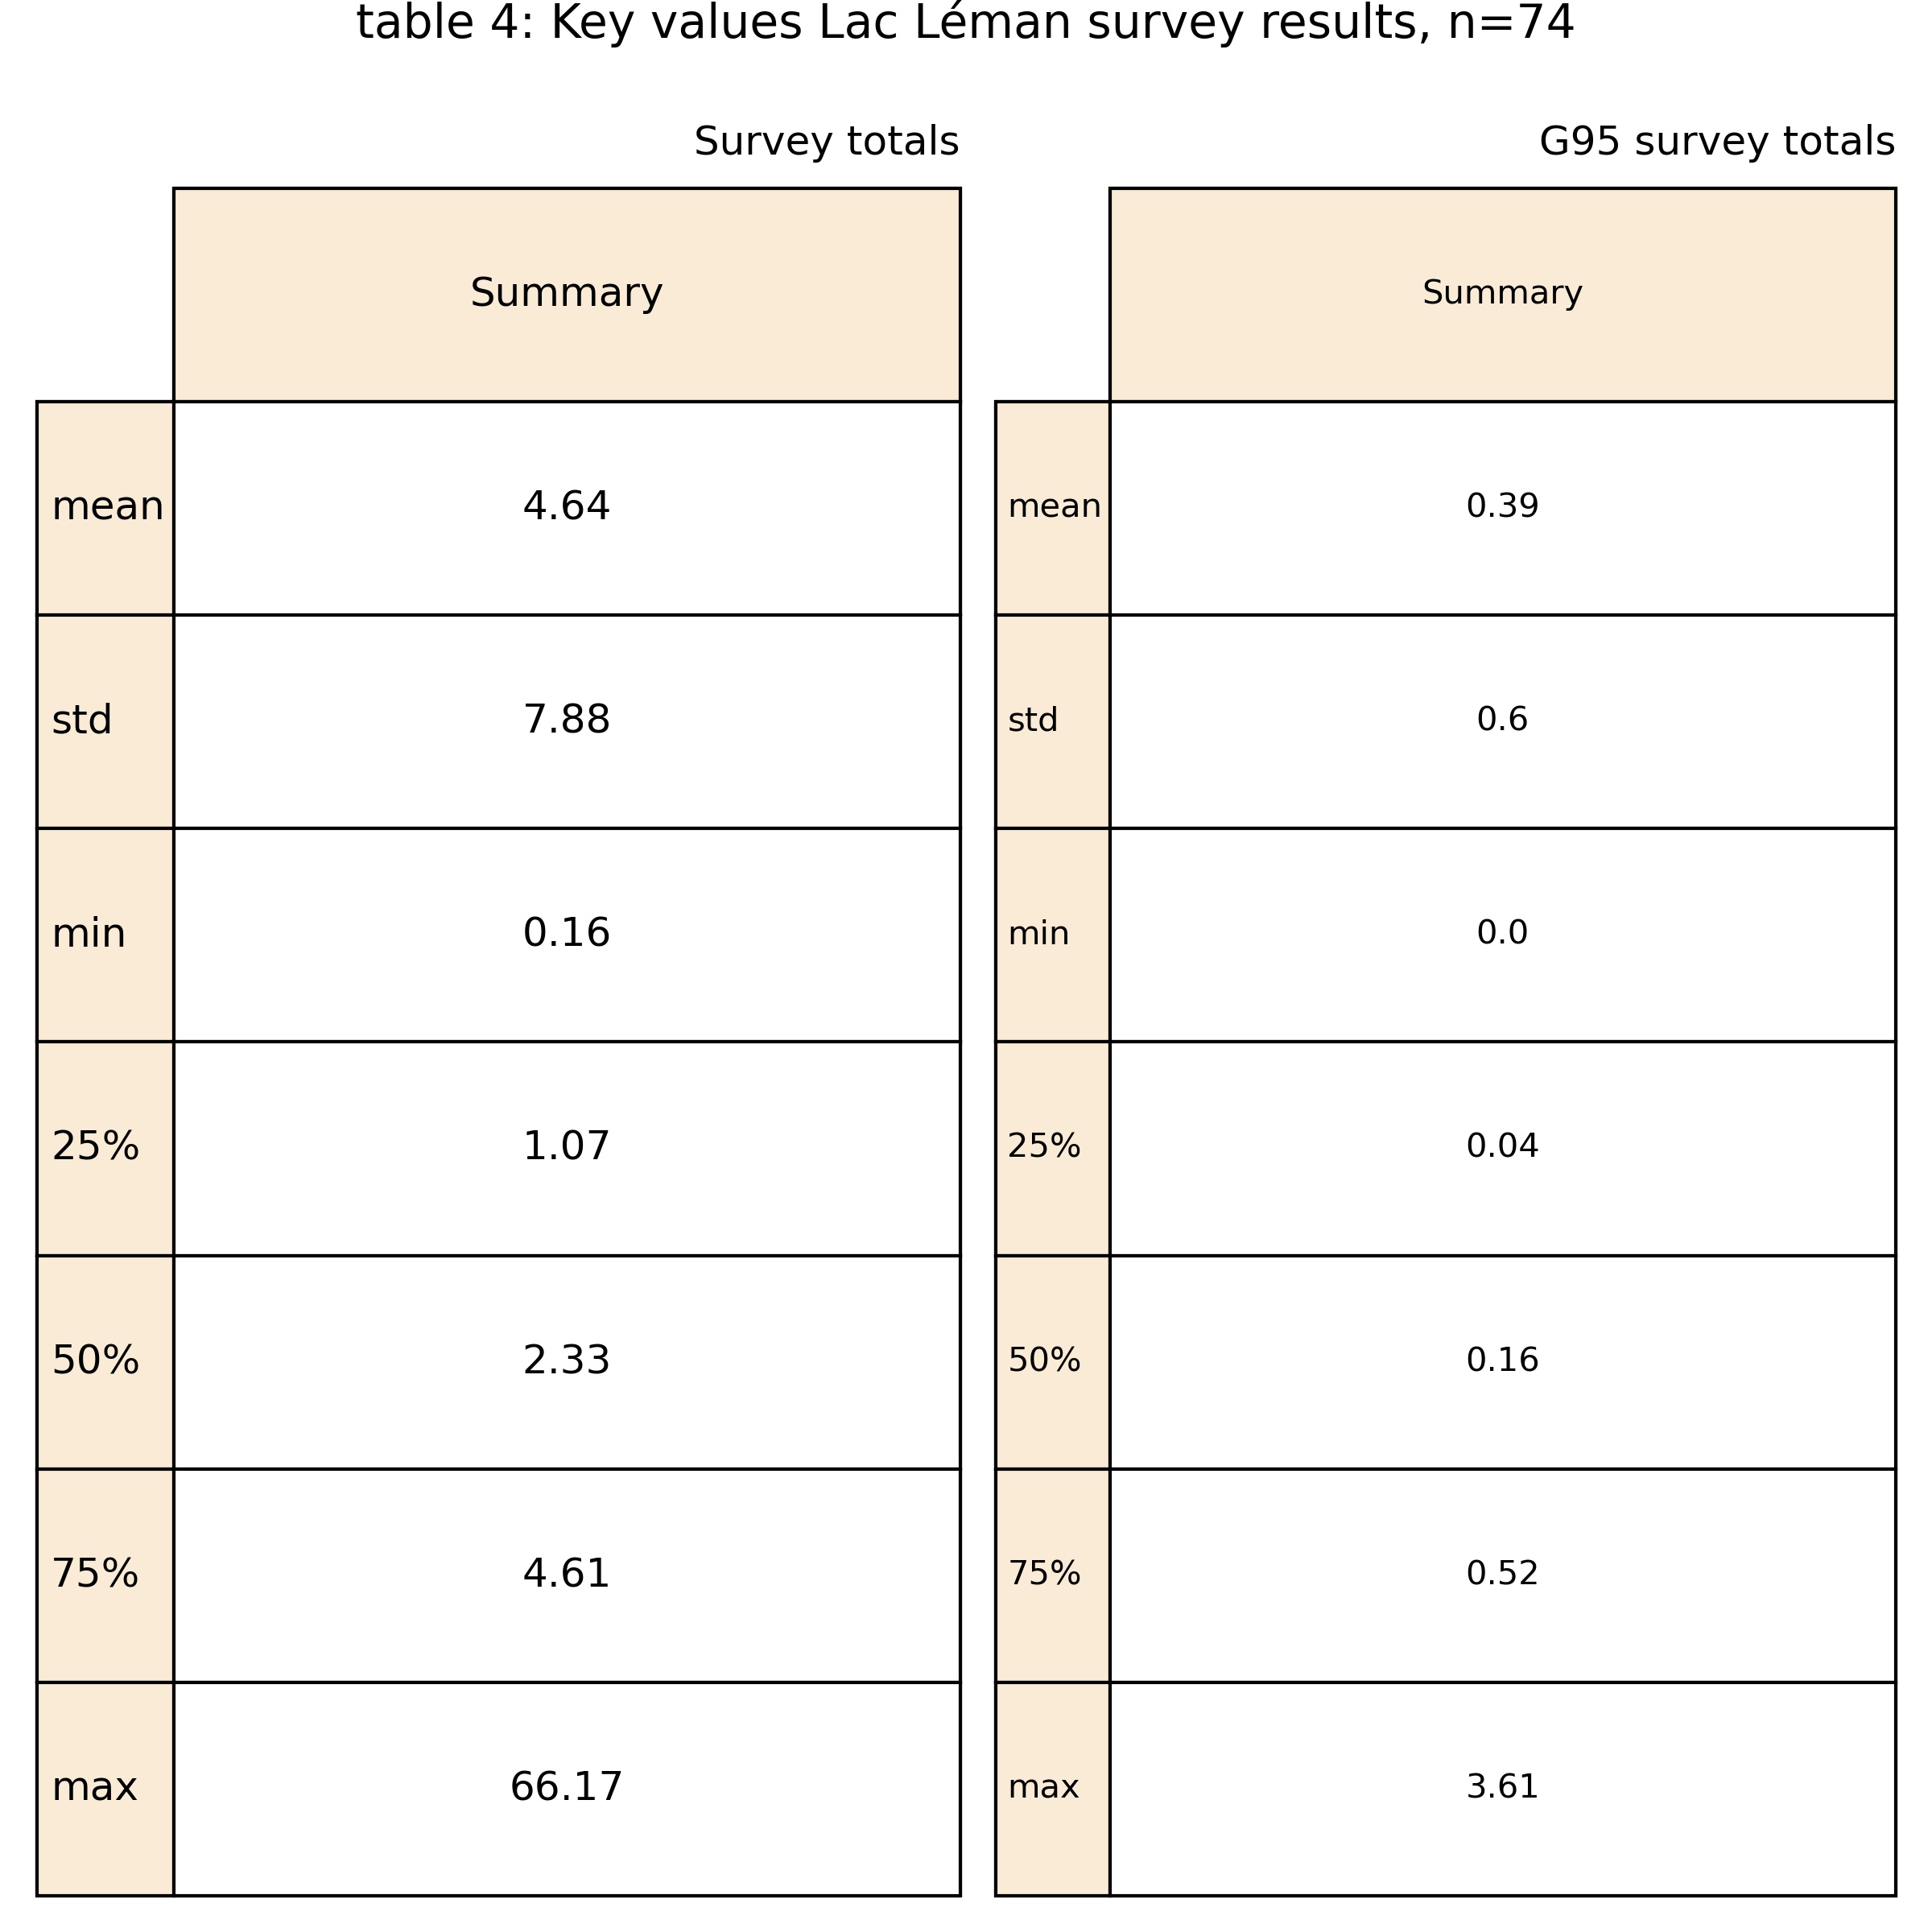 table 4: Key values Lac Léman survey results, n=74
Survey totals
Summary
mean 4.64
std 7.88
min 0.16
25% 1.07
50% 2.33
75% 4.61
max 66.17
G95 survey totals
Summary
mean 0.39
std 0.6
min 0.0
25% 0.04
50% 0.16
75% 0.52
max 3.61